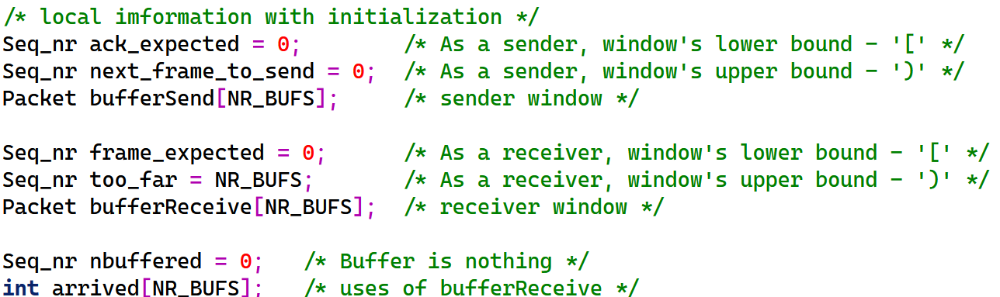 /* local imformation with initialization */
Seq_nr ack_expected = 0;        /* As a sender, window's lower bound - '[' */
Seq_nr next_frame_to_send = 0;  /* As a sender, window's upper bound - ')' */
Packet bufferSend[NR_BUFS];     /* sender window */

Seq_nr frame_expected = 0;      /* As a receiver, window's lower bound - '[' */
Seq_nr too_far = NR_BUFS;       /* As a receiver, window's upper bound - ')' */
Packet bufferReceive[NR_BUFS];  /* receiver window */

Seq_nr nbuffered = 0;   /* Buffer is nothing */
int arrived[NR_BUFS];   /* uses of bufferReceive */